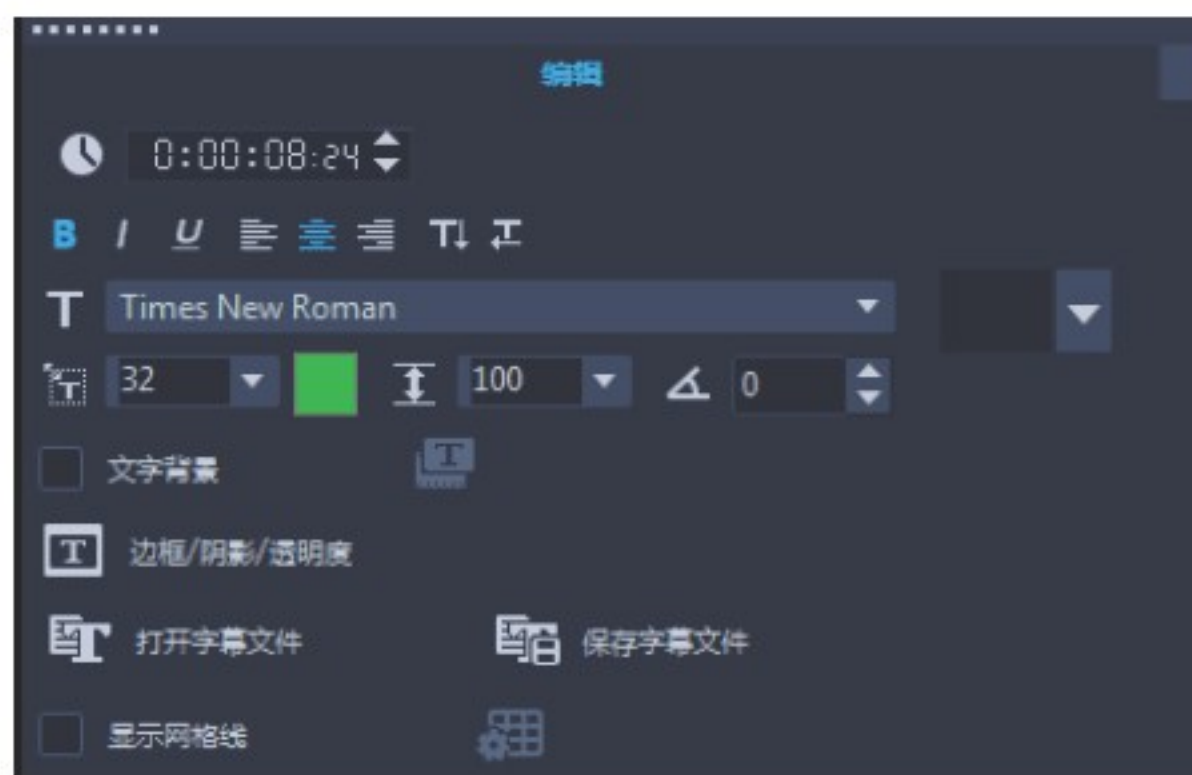 编辑
0:00:08:24
B I U T T
T Times New Roman
T 32 100 0
文字背景 T
T 边框/阴影/透明度
T 打开字幕文件 保存字幕文件
显示网格线